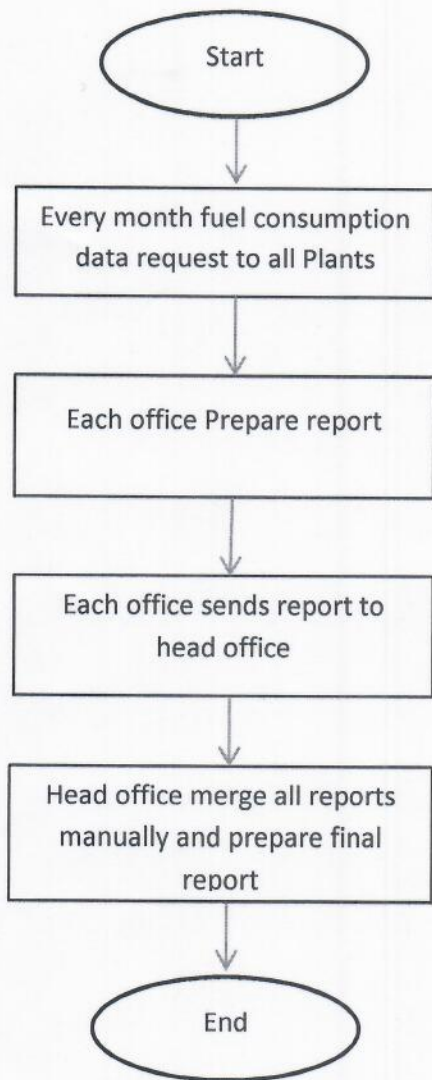 Start
Every month fuel consumption
data request to all Plants
Each office Prepare report
Each office sends report to
head office
Head office merge all reports
manually and prepare final
report
End